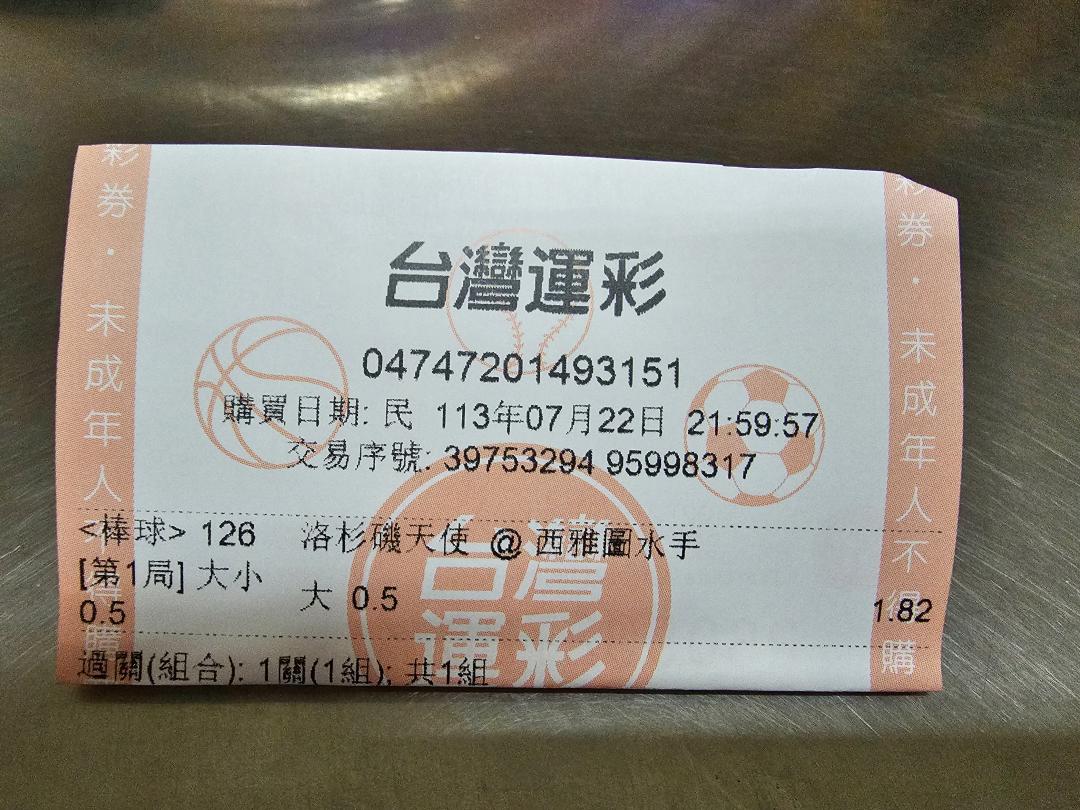 台灣運彩
04747201493151
購買日期: 民 113年07月22日 21:59:57
交易序號: 39753294 95998317
<棒球> 126 洛杉磯天使 @ 西雅圖水手
[第1局] 大小
0.5 大 0.5 1.82
過關(組合): 1關(1組); 共1組
台灣
運彩
彩券・未成年人不得購
彩券・未成年人不得購